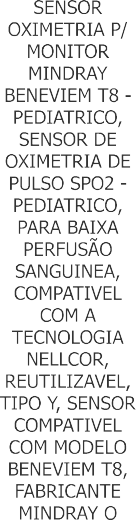 SENSOR
OXIMETRIA P/
MONITOR
MINDRAY
BENEVIEM T8 -
PEDIATRICO,
SENSOR DE
OXIMETRIA DE
PULSO SPO2 -
PEDIATRICO,
PARA BAIXA
PERFUSÃO
SANGUINEA,
COMPATIVEL
COM A
TECNOLOGIA
NELLCOR,
REUTILIZAVEL,
TIPO Y, SENSOR
COMPATIVEL
COM MODELO
BENEVIEM T8,
FABRICANTE
MINDRAY O